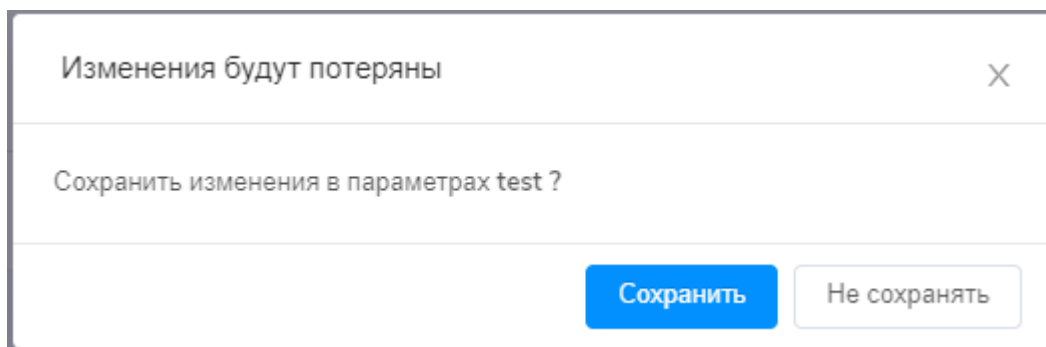 Изменения будут потеряны
Сохранить изменения в параметрах test ?
Сохранить Не сохранять